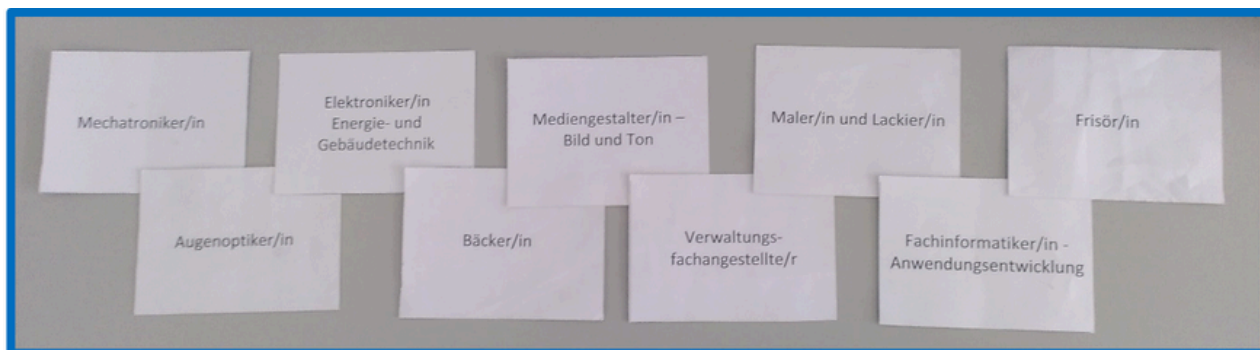 Mechatroniker/in
Elektroniker/in
Energie- und
Gebäudetechnik
Mediengestalter/in –
Bild und Ton
Maler/in und Lackier/in
Frisör/in
Augenoptiker/in
Bäcker/in
Verwaltungs-
fachangestellte/r
Fachinformatiker/in -
Anwendungsentwicklung